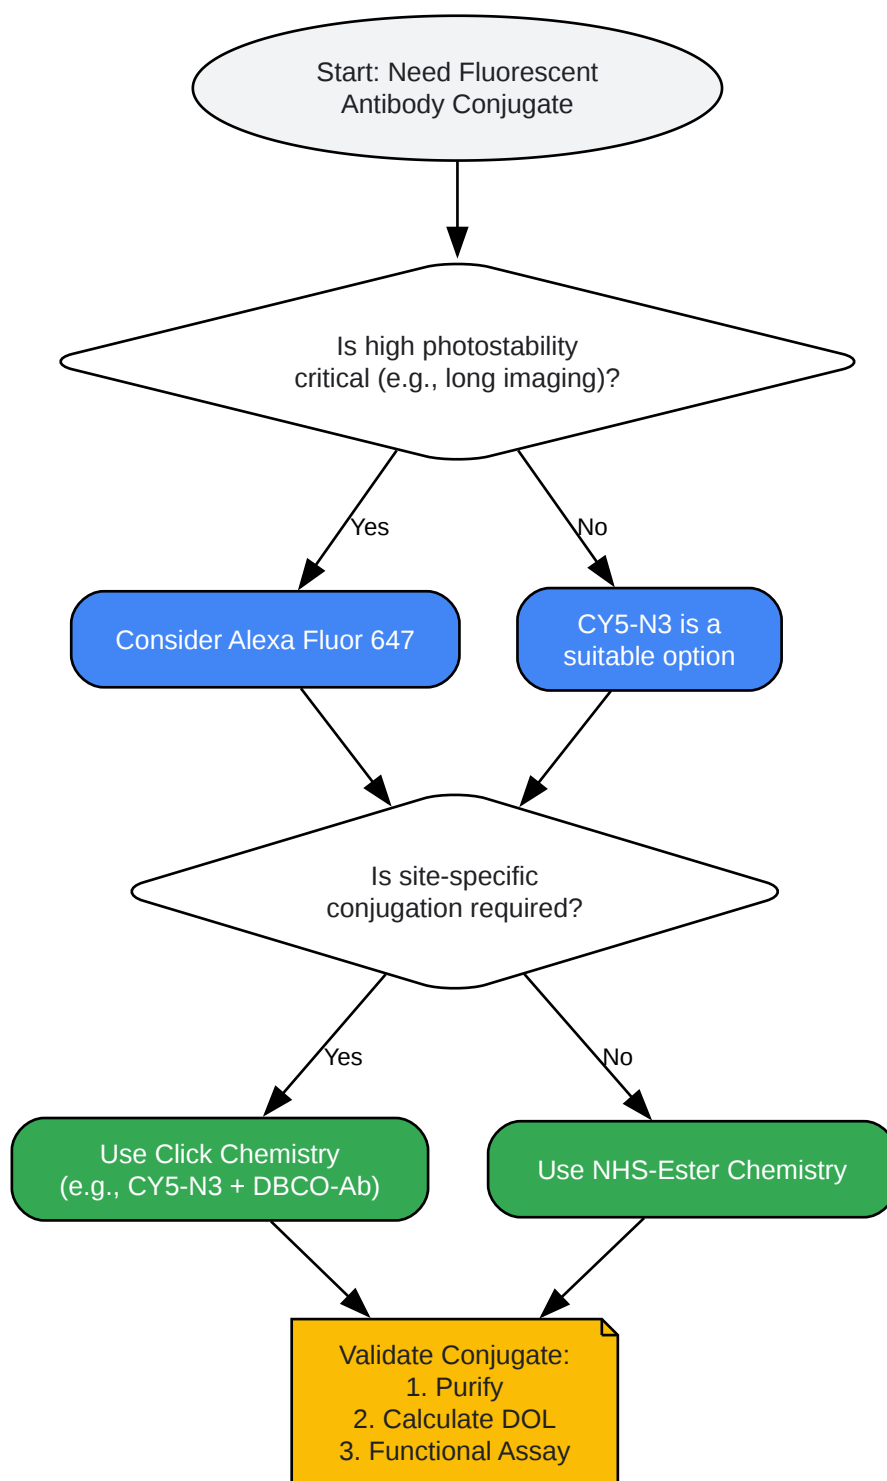 Start: Need Fluorescent
Antibody Conjugate
Is high photostability
critical (e.g., long imaging)?
Yes
No
Consider Alexa Fluor 647
CY5-N3 is a
suitable option
Is site-specific
conjugation required?
Yes
No
Use Click Chemistry
(e.g., CY5-N3 + DBCO-Ab)
Use NHS-Ester Chemistry
Validate Conjugate:
1. Purify
2. Calculate DOL
3. Functional Assay